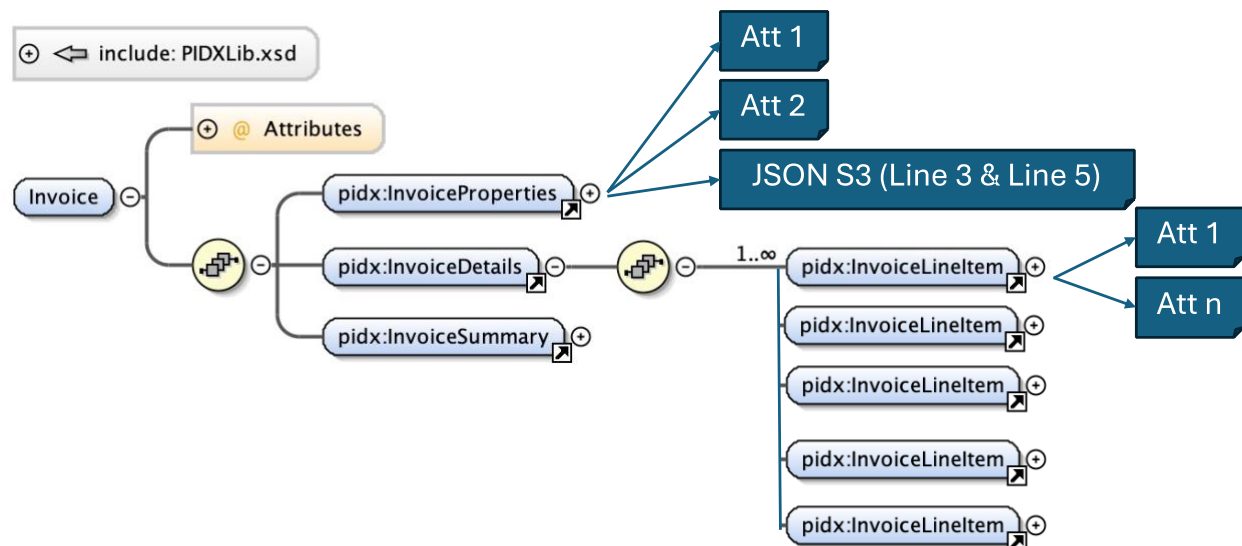 include: PIDXLib.xsd
@ Attributes
Invoice
pidx:InvoiceProperties
pidx:InvoiceDetails
pidx:InvoiceSummary
1..∞
pidx:InvoiceLineItem
pidx:InvoiceLineItem
pidx:InvoiceLineItem
pidx:InvoiceLineItem
pidx:InvoiceLineItem
Att 1
Att 2
JSON S3 (Line 3 & Line 5)
Att 1
Att n